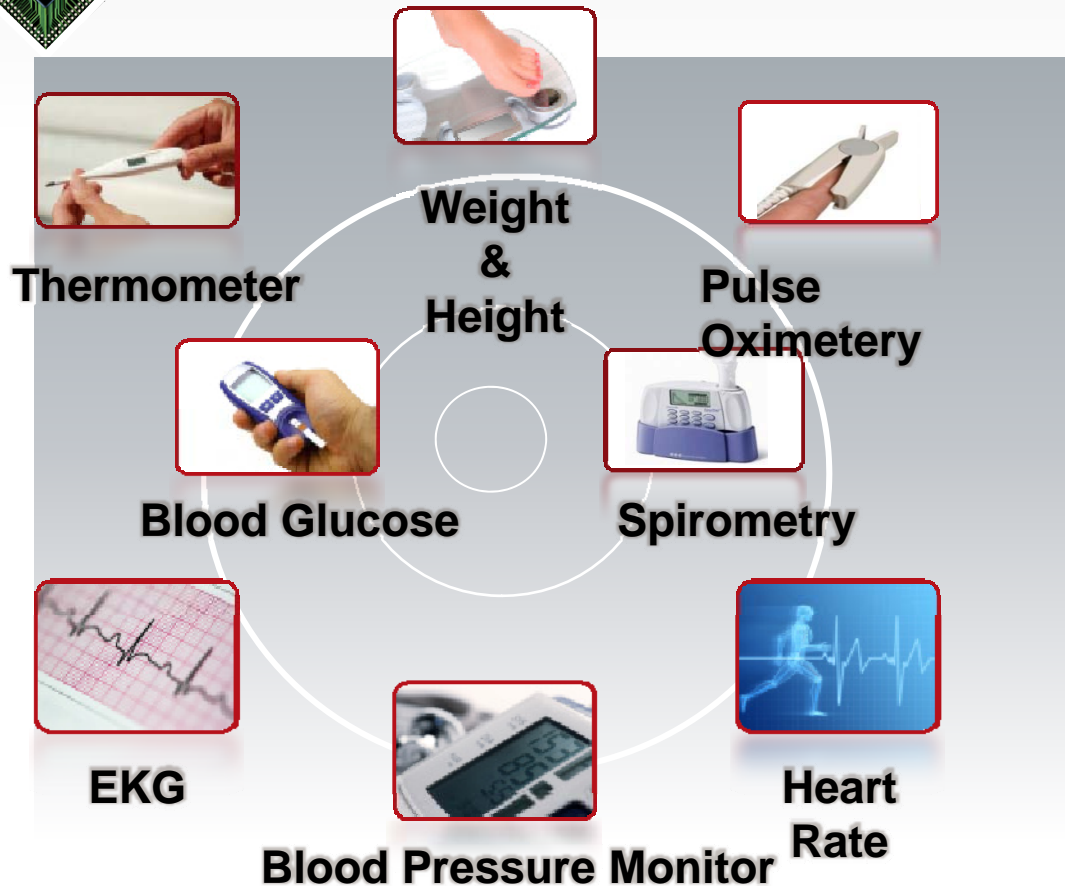 Weight
&
Height
Thermometer
Pulse
Oximetery
Blood Glucose
Spirometry
EKG
Heart
Rate
Blood Pressure Monitor